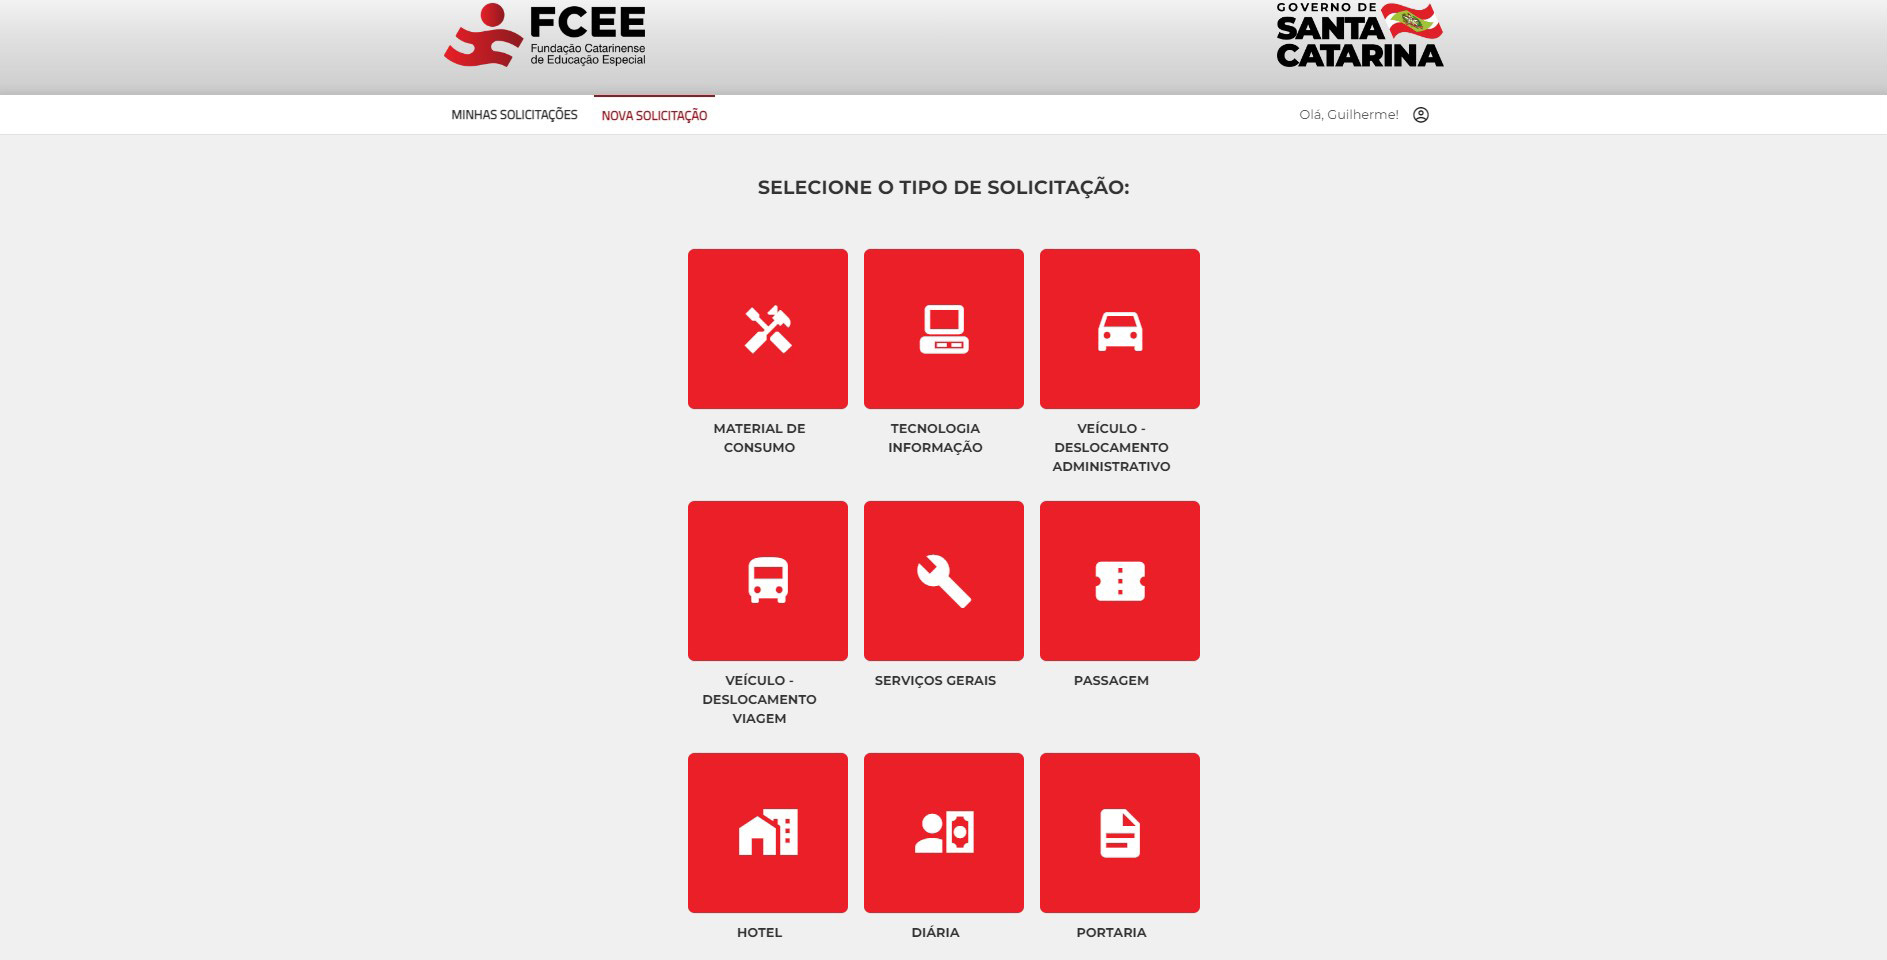 FCEE
Fundação Catarinense
de Educação Especial
GOVERNO DE
SANTA
CATARINA
MINHAS SOLICITAÇÕES
NOVA SOLICITAÇÃO
Olá, Guilherme!
SELECIONE O TIPO DE SOLICITAÇÃO:
MATERIAL DE
CONSUMO
TECNOLOGIA
INFORMAÇÃO
VEÍCULO -
DESLOCAMENTO
ADMINISTRATIVO
VEÍCULO -
DESLOCAMENTO
VIAGEM
SERVIÇOS GERAIS
PASSAGEM
HOTEL
DIÁRIA
PORTARIA